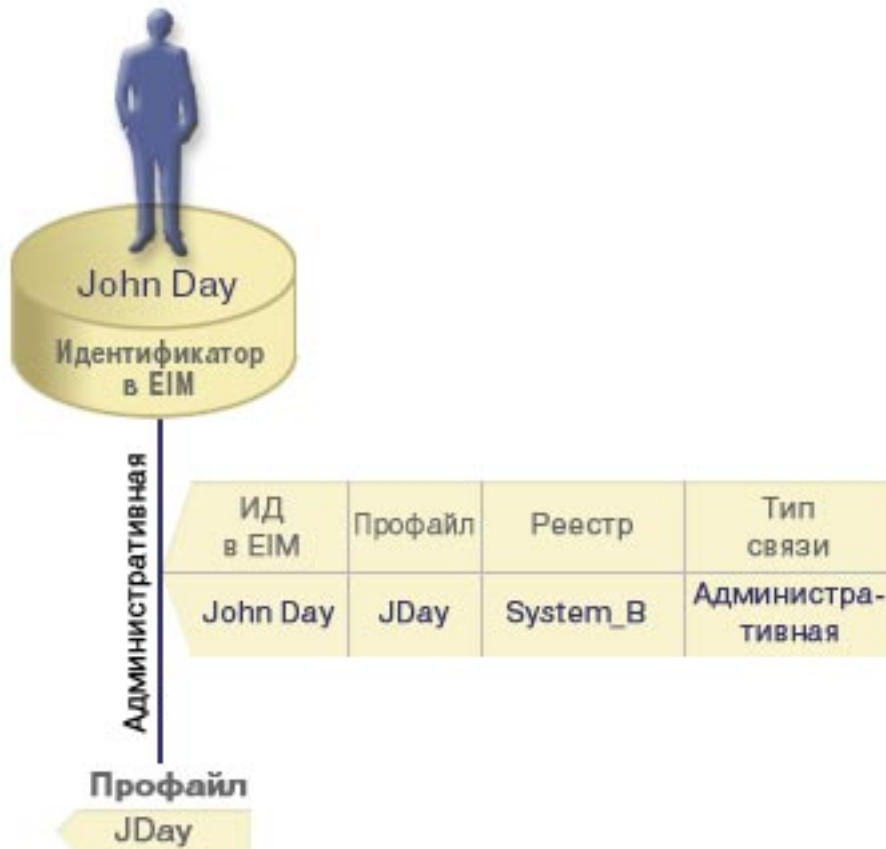 John Day
Идентификатор
в EIM
Административная
ИД
в EIM
Профайл
Реестр
Тип
связи
John Day
JDay
System_B
Администра-
тивная
Профайл
JDay